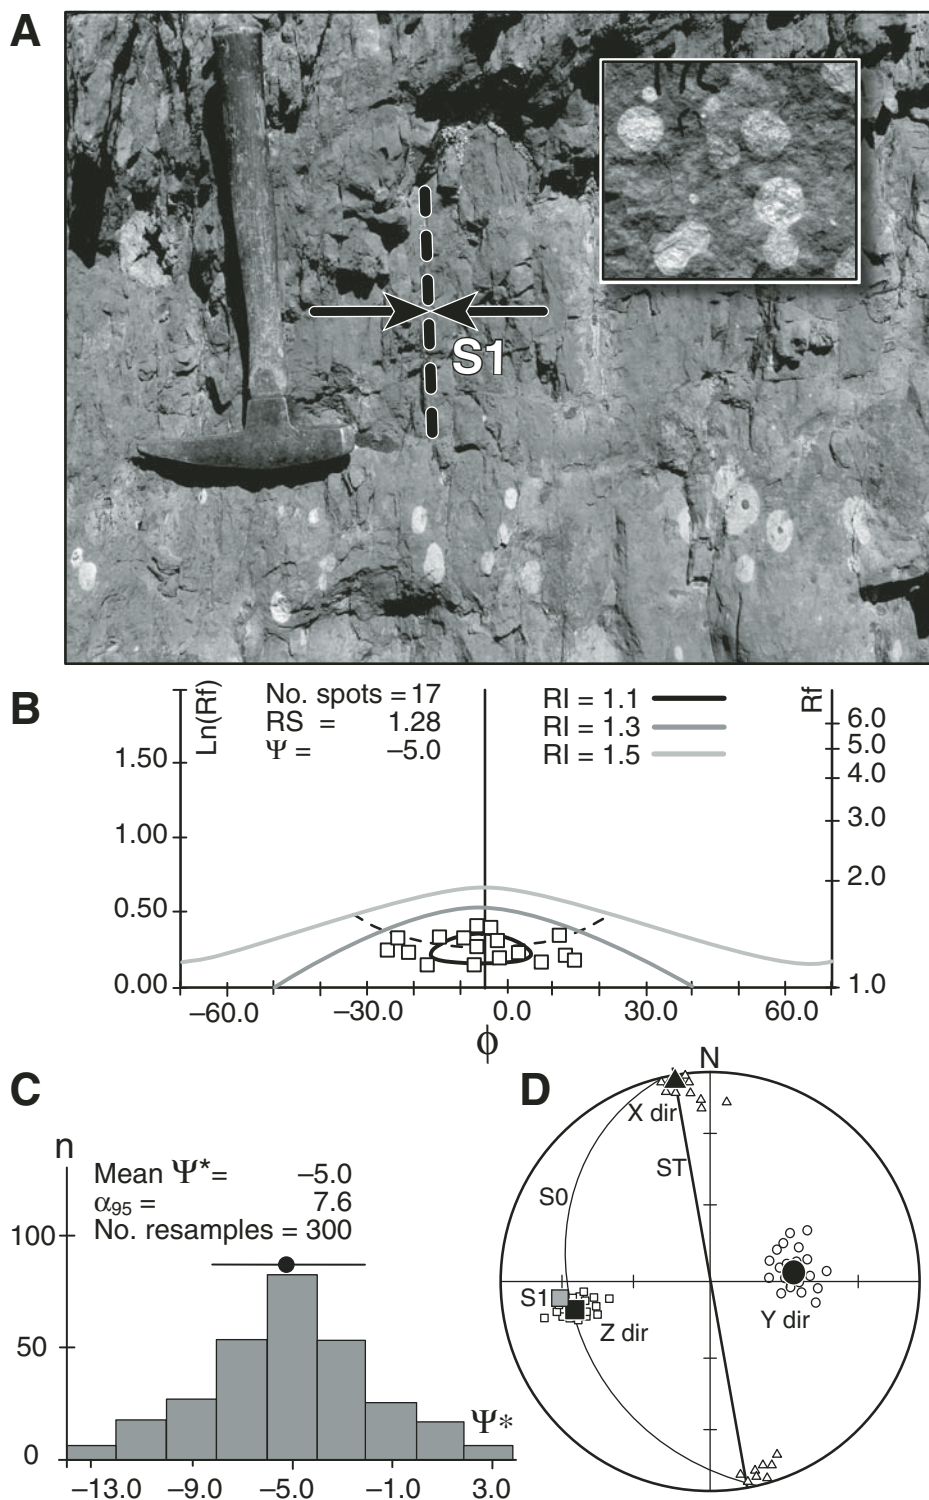 A
S1
B
Ln(Rf)
No. spots = 17
RS = 1.28
Ψ = −5.0
RI = 1.1
RI = 1.3
RI = 1.5
Rf
1.50
1.00
0.50
0.00
6.0
5.0
4.0
3.0
2.0
1.0
−60.0 −30.0 0.0 30.0 60.0
ϕ
C
n
Mean Ψ*= −5.0
α95 = 7.6
No. resamples = 300
100
50
0
Ψ*
−13.0 −9.0 −5.0 −1.0 3.0
D
N
X dir
ST
S0
S1
Z dir
Y dir